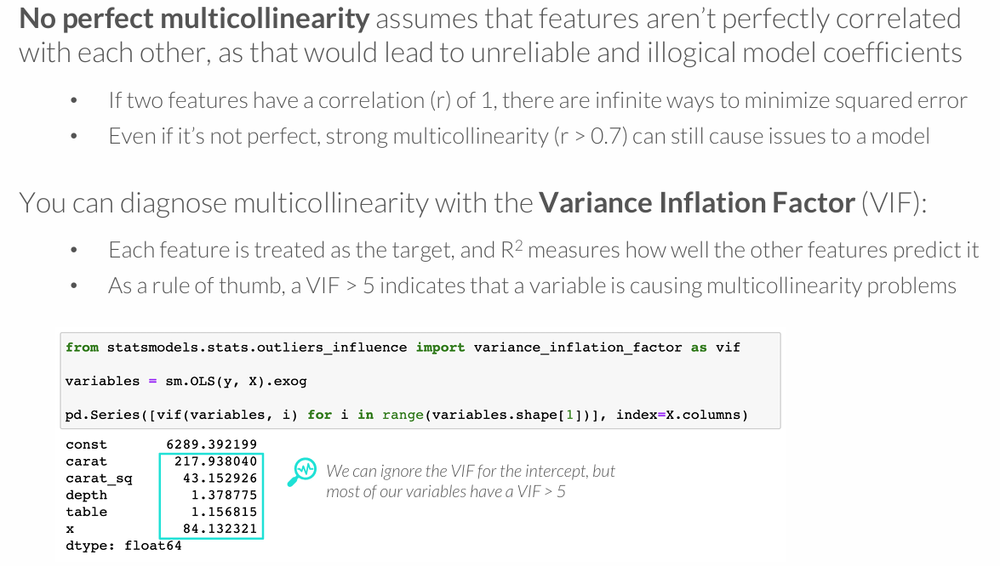 No perfect multicollinearity assumes that features aren’t perfectly correlated
with each other, as that would lead to unreliable and illogical model coefficients
• If two features have a correlation (r) of 1, there are infinite ways to minimize squared error
• Even if it’s not perfect, strong multicollinearity (r > 0.7) can still cause issues to a model
You can diagnose multicollinearity with the Variance Inflation Factor (VIF):
• Each feature is treated as the target, and R² measures how well the other features predict it
• As a rule of thumb, a VIF > 5 indicates that a variable is causing multicollinearity problems
from statsmodels.stats.outliers_influence import variance_inflation_factor as vif
variables = sm.OLS(y, X).exog
pd.Series([vif(variables, i) for i in range(variables.shape[1])], index=X.columns)
const 6289.392199
carat 217.938040
carat_sq 43.152926
depth 1.378775
table 1.156815
x 84.132321
dtype: float64
We can ignore the VIF for the intercept, but
most of our variables have a VIF > 5